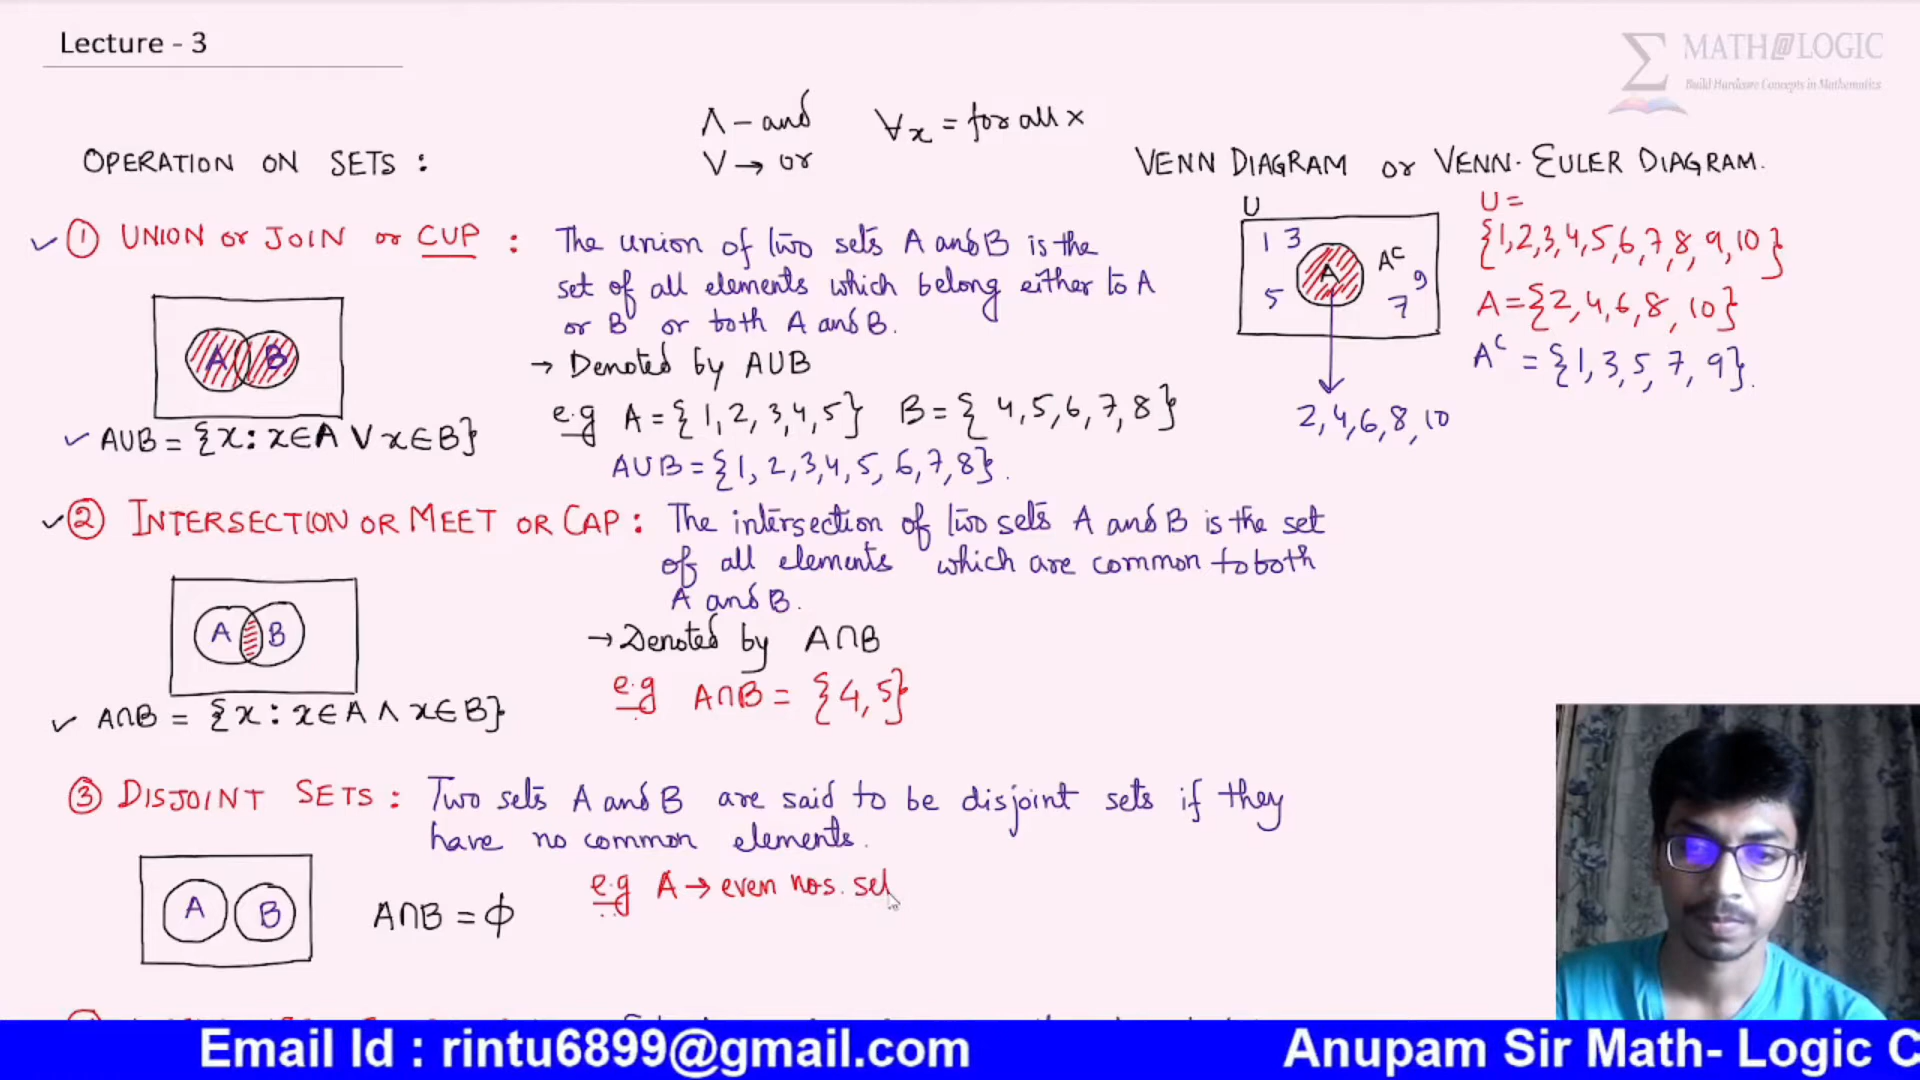 Lecture - 3
MATH@LOGIC
Build Hardcore Concepts in Mathematics
∧ – and
∨ → or
∀x = for all x
OPERATION ON SETS :
VENN DIAGRAM or VENN-EULER DIAGRAM.
① UNION or JOIN or CUP :
The union of two sets A and B is the
set of all elements which belong either to A
or B or both A and B.
→ Denoted by A∪B
e.g A = {1, 2, 3, 4, 5} B = {4, 5, 6, 7, 8}
A∪B = {1, 2, 3, 4, 5, 6, 7, 8}.
A B
A∪B = {x : x∈A ∨ x∈B}
U
1 3
A
Aᶜ
5
7
9
2, 4, 6, 8, 10
U =
{1, 2, 3, 4, 5, 6, 7, 8, 9, 10}
A = {2, 4, 6, 8, 10}
Aᶜ = {1, 3, 5, 7, 9}.
② INTERSECTION OR MEET OR CAP :
The intersection of two sets A and B is the set
of all elements which are common to both
A and B.
→ Denoted by A∩B
e.g A∩B = {4, 5}
A B
A∩B = {x : x∈A ∧ x∈B}
③ DISJOINT SETS :
Two sets A and B are said to be disjoint sets if they
have no common elements.
A B
A∩B = ϕ
e.g A → even nos. set
Email Id : rintu6899@gmail.com
Anupam Sir Math- Logic C